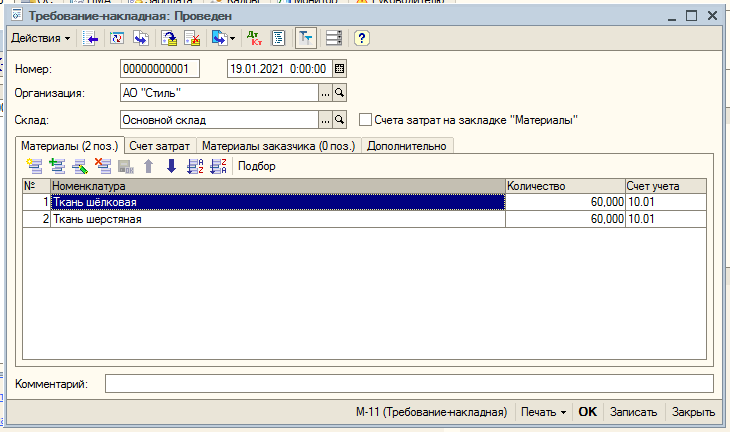 Требование-накладная: Проведен
Действия
Дт Кт
Номер: 00000000001 19.01.2021 0:00:00
Организация: АО "Стиль" ...
Склад: Основной склад ... Счета затрат на закладке "Материалы"
Материалы (2 поз.) Счет затрат Материалы заказчика (0 поз.) Дополнительно
Подбор
№ Номенклатура Количество Счет учета
1 Ткань шёлковая 60,000 10.01
2 Ткань шерстяная 60,000 10.01
Комментарий:
М-11 (Требование-накладная) Печать OK Записать Закрыть